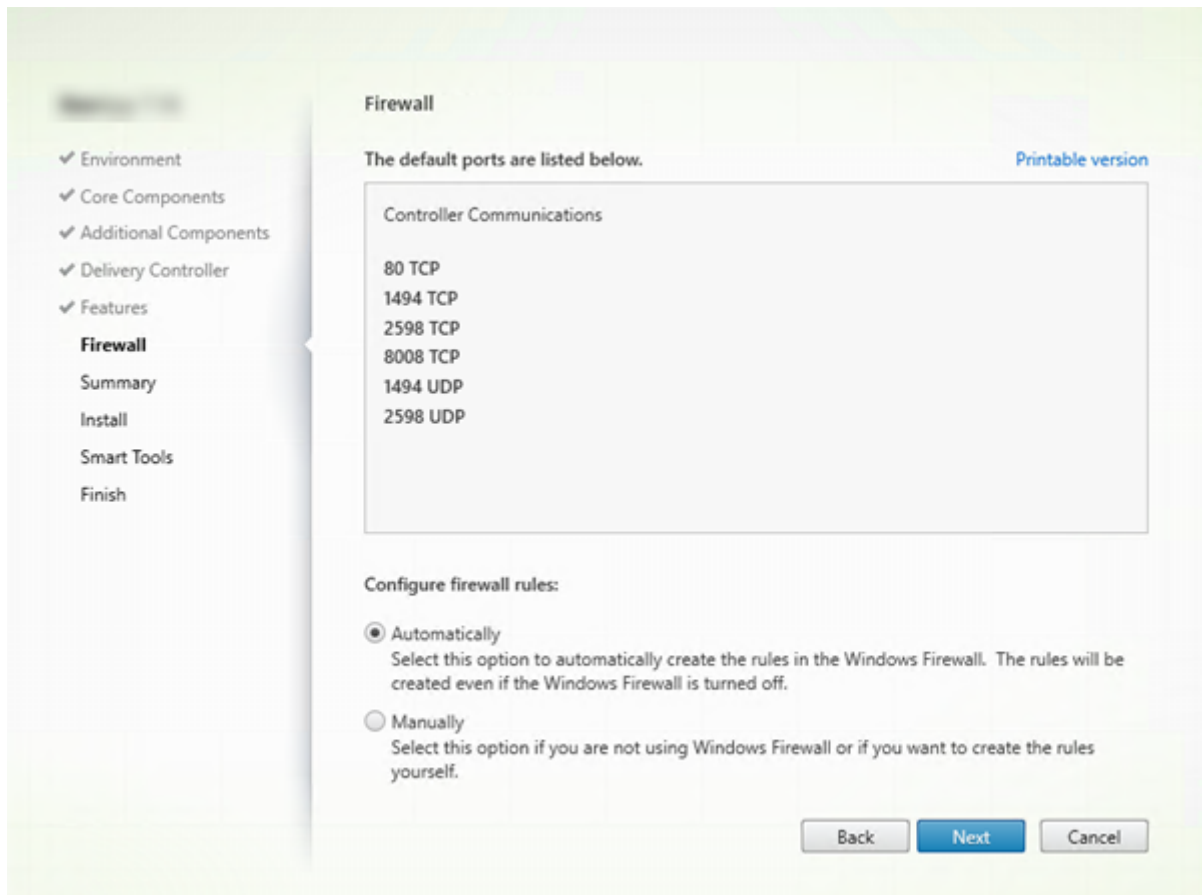 Environment
Core Components
Additional Components
Delivery Controller
Features
Firewall
Summary
Install
Smart Tools
Finish
Firewall
The default ports are listed below.
Printable version
Controller Communications
80 TCP
1494 TCP
2598 TCP
8008 TCP
1494 UDP
2598 UDP
Configure firewall rules:
Automatically
Select this option to automatically create the rules in the Windows Firewall. The rules will be
created even if the Windows Firewall is turned off.
Manually
Select this option if you are not using Windows Firewall or if you want to create the rules
yourself.
Back
Next
Cancel